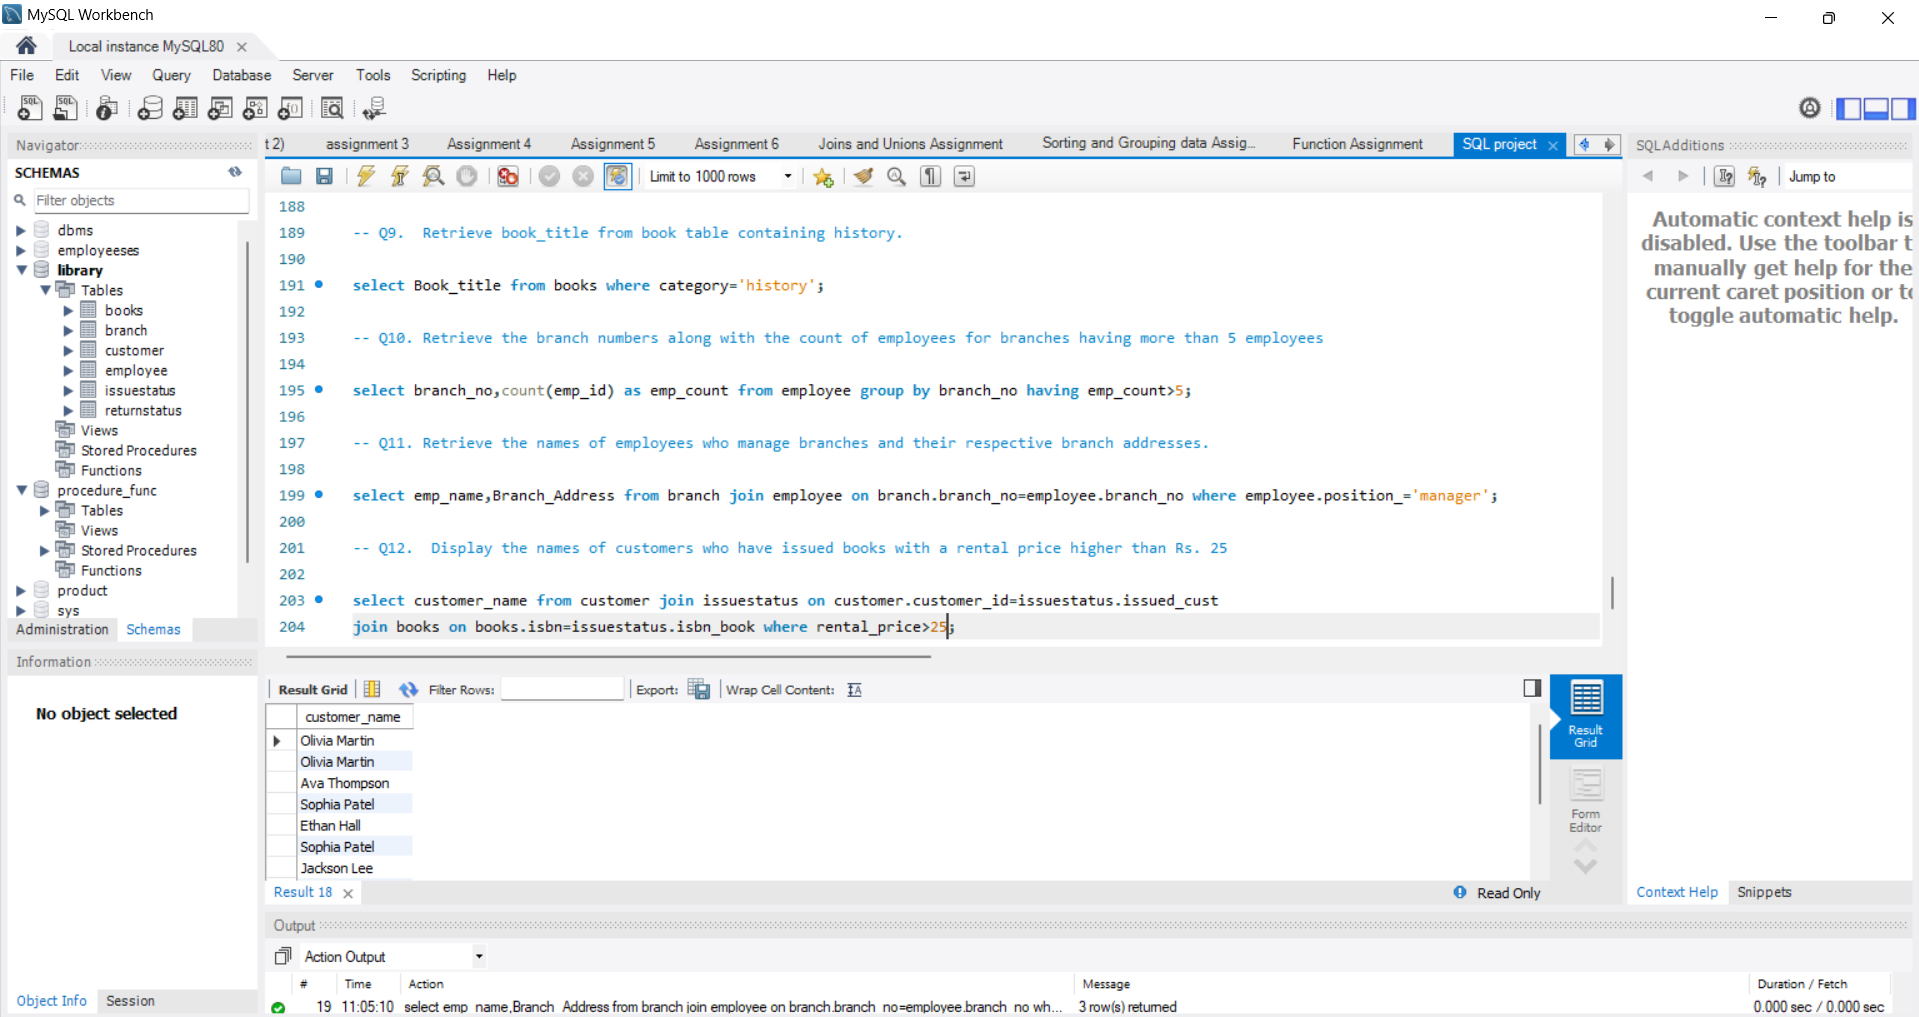 MySQL Workbench
Local instance MySQL80
File Edit View Query Database Server Tools Scripting Help
Navigator
SCHEMAS
Filter objects
dbms
employeeses
library
Tables
books
branch
customer
employee
issuestatus
returnstatus
Views
Stored Procedures
Functions
procedure_func
Tables
Views
Stored Procedures
Functions
product
sys
Administration Schemas
Information
No object selected
Object Info Session
t 2) assignment 3 Assignment 4 Assignment 5 Assignment 6 Joins and Unions Assignment Sorting and Grouping data Assig... Function Assignment SQL project
Limit to 1000 rows
188
189 -- Q9.  Retrieve book_title from book table containing history.
190
191 select Book_title from books where category='history';
192
193 -- Q10. Retrieve the branch numbers along with the count of employees for branches having more than 5 employees
194
195 select branch_no,count(emp_id) as emp_count from employee group by branch_no having emp_count>5;
196
197 -- Q11. Retrieve the names of employees who manage branches and their respective branch addresses.
198
199 select emp_name,Branch_Address from branch join employee on branch.branch_no=employee.branch_no where employee.position_='manager';
200
201 -- Q12.  Display the names of customers who have issued books with a rental price higher than Rs. 25
202
203 select customer_name from customer join issuestatus on customer.customer_id=issuestatus.issued_cust
204 join books on books.isbn=issuestatus.isbn_book where rental_price>25;
Result Grid Filter Rows: Export: Wrap Cell Content:
customer_name
Olivia Martin
Olivia Martin
Ava Thompson
Sophia Patel
Ethan Hall
Sophia Patel
Jackson Lee
Result Grid
Form Editor
Result 18 Read Only
Output
Action Output
# Time Action Message Duration / Fetch
19 11:05:10 select emp_name,Branch_Address from branch join employee on branch.branch_no=employee.branch_no wh... 3 row(s) returned 0.000 sec / 0.000 sec
SQLAdditions
Jump to
Automatic context help is
disabled. Use the toolbar t
manually get help for the
current caret position or to
toggle automatic help.
Context Help Snippets